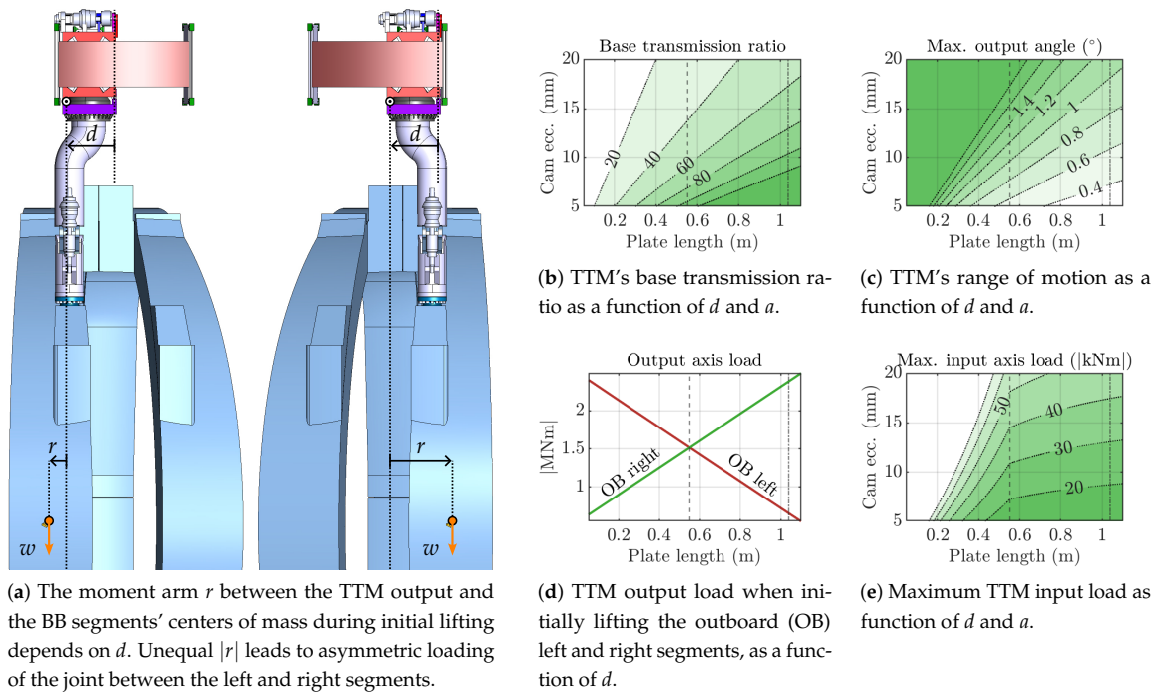 d
d
r
r
w
w
(a) The moment arm r between the TTM output and
the BB segments’ centers of mass during initial lifting
depends on d. Unequal |r| leads to asymmetric loading
of the joint between the left and right segments.
Base transmission ratio
Cam ecc. (mm)
20
15
10
5
20
40
60
80
0.2 0.4 0.6 0.8 1
Plate length (m)
(b) TTM’s base transmission ra-
tio as a function of d and a.
Max. output angle (°)
Cam ecc. (mm)
20
15
10
5
1.4
1.2
1
0.8
0.6
0.4
0.2 0.4 0.6 0.8 1
Plate length (m)
(c) TTM’s range of motion as a
function of d and a.
Output axis load
|MNm|
2
1.5
1
OB right
OB left
0.2 0.4 0.6 0.8 1
Plate length (m)
(d) TTM output load when ini-
tially lifting the outboard (OB)
left and right segments, as a func-
tion of d.
Max. input axis load (|kNm|)
Cam ecc. (mm)
20
15
10
5
50
40
30
20
0.2 0.4 0.6 0.8 1
Plate length (m)
(e) Maximum TTM input load as
function of d and a.